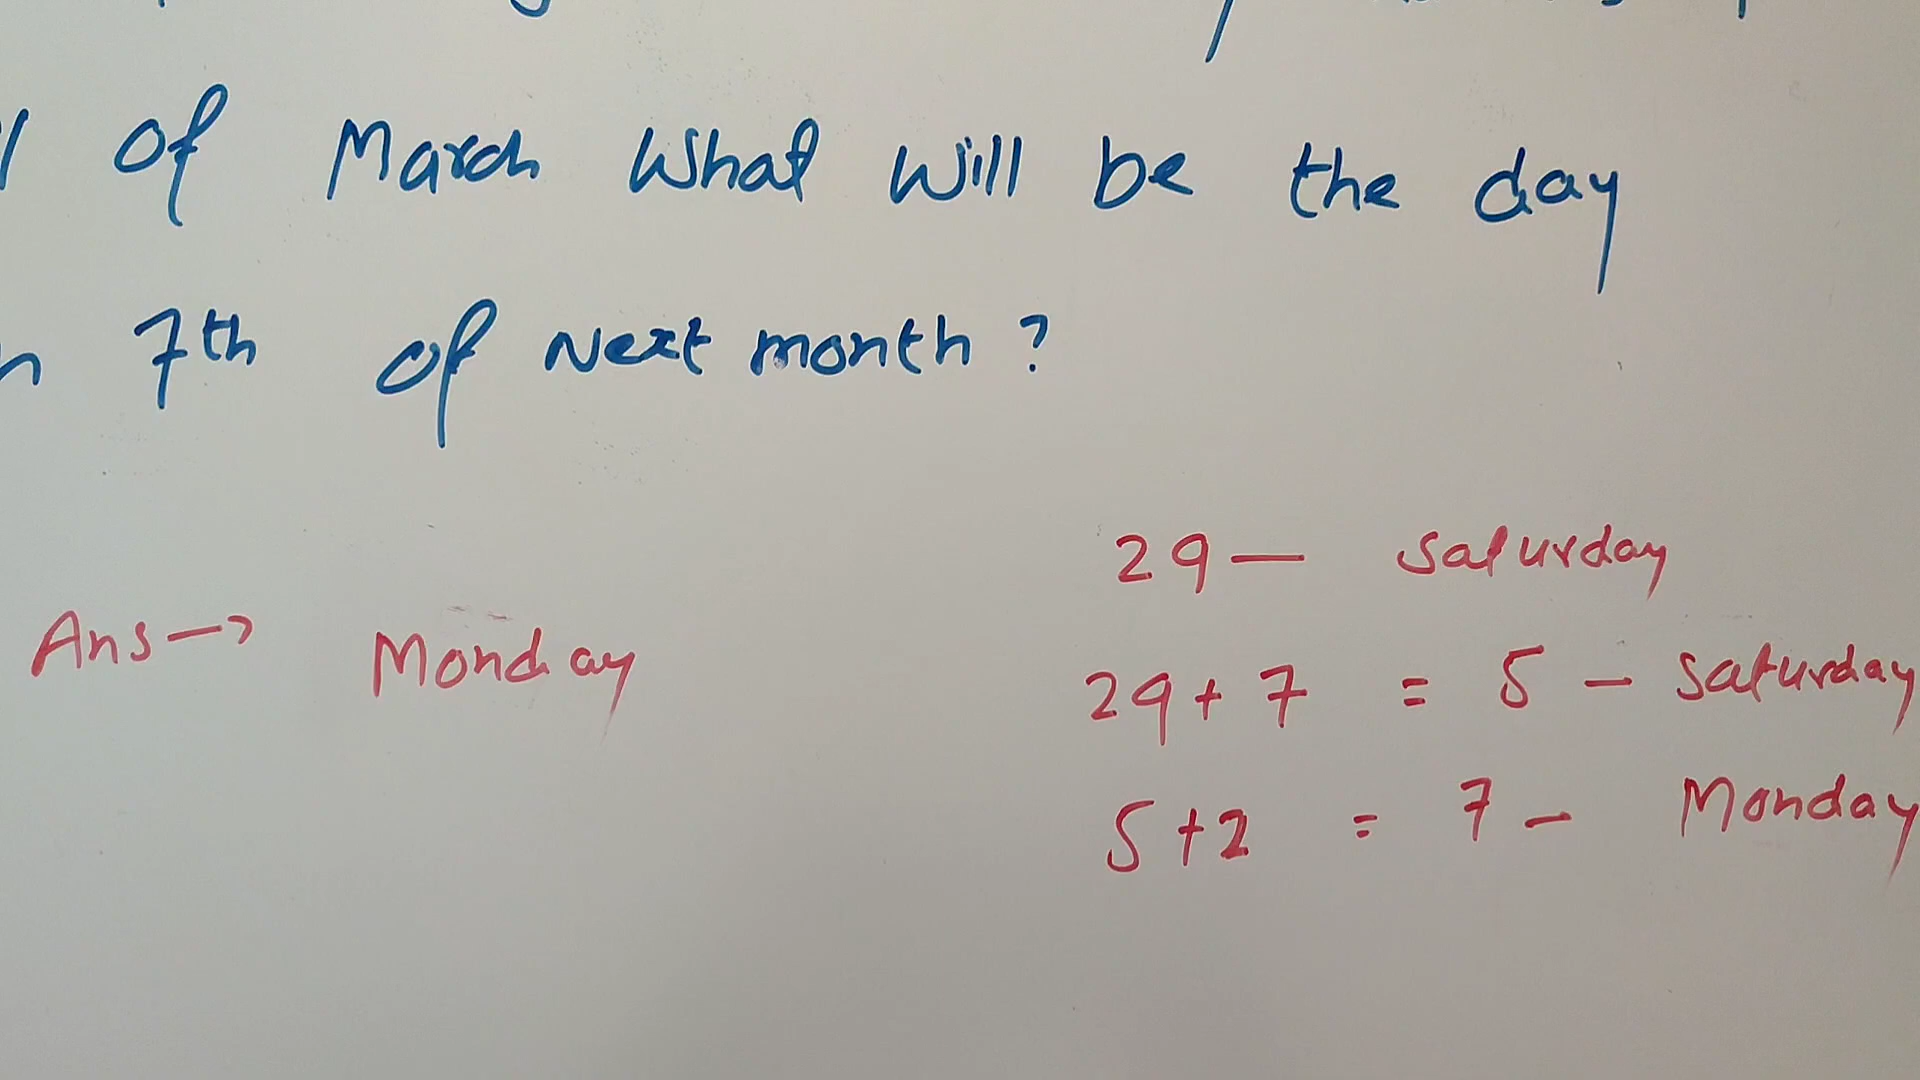 of March What will be the day
7th of Next month ?
29 — Saturday
Ans → Monday
29 + 7 = 5 - Saturday
5 + 2 = 7 - Monday